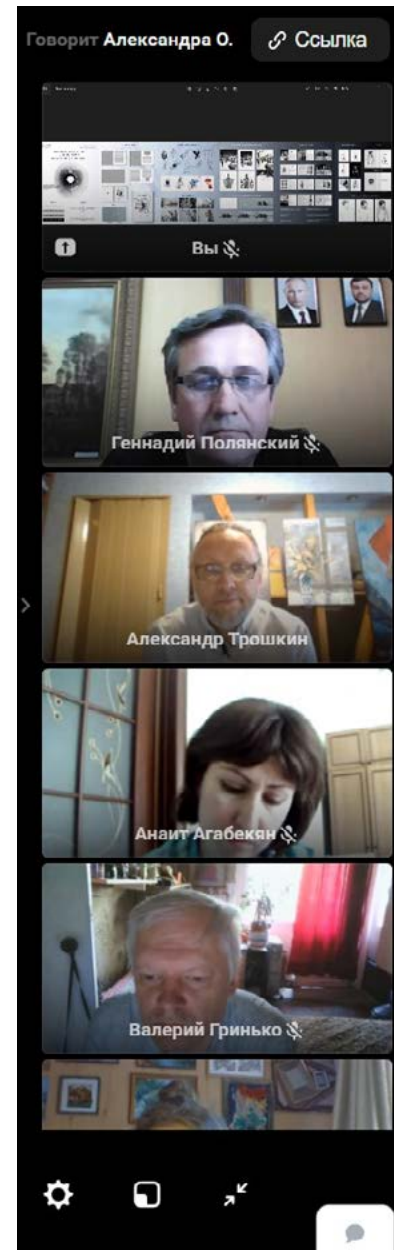 Говорит Александра О.
Ссылка
Вы
Геннадий Полянский
Александр Трошкин
Анаит Агабекян
Валерий Гринько